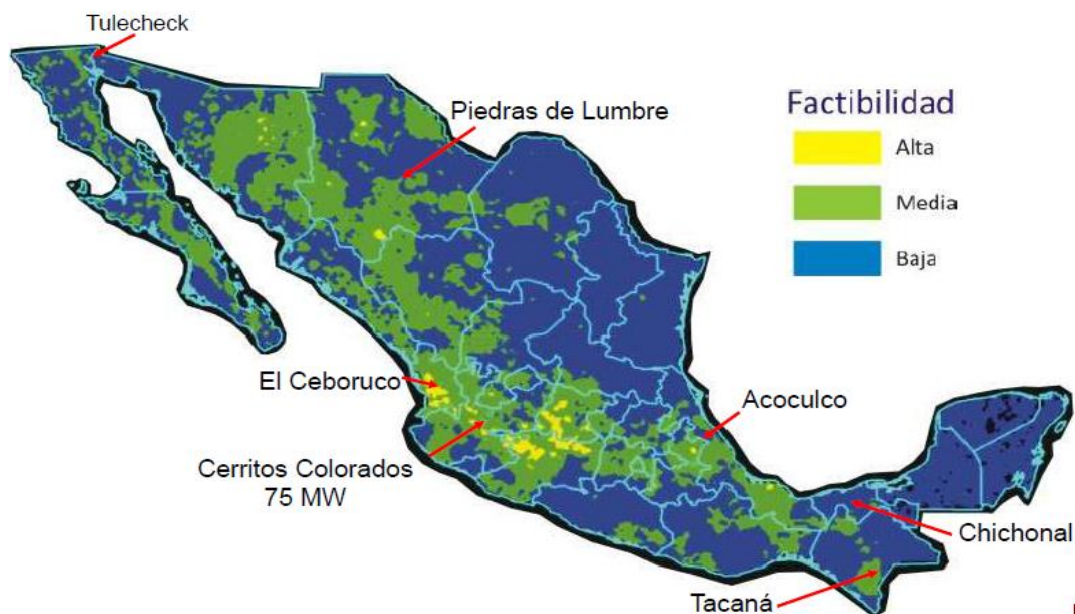 Tulecheck
Piedras de Lumbre
Factibilidad
Alta
Media
Baja
El Ceboruco
Acoculco
Cerritos Colorados
75 MW
Chichonal
Tacaná